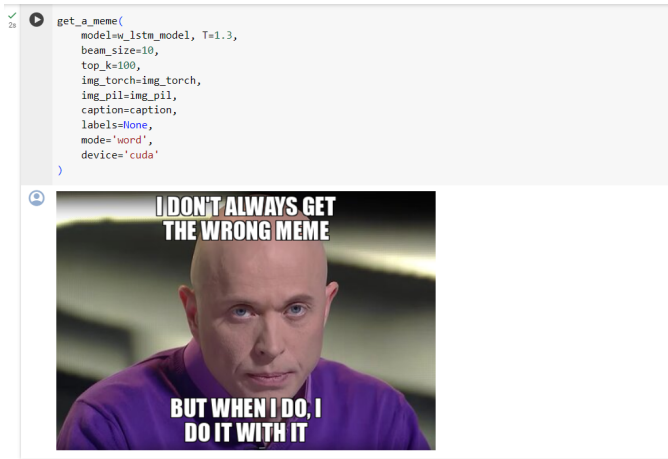 2s
get_a_meme(
    model=w_lstm_model, T=1.3,
    beam_size=10,
    top_k=100,
    img_torch=img_torch,
    img_pil=img_pil,
    caption=caption,
    labels=None,
    mode='word',
    device='cuda'
)
I DON'T ALWAYS GET
THE WRONG MEME
BUT WHEN I DO, I
DO IT WITH IT